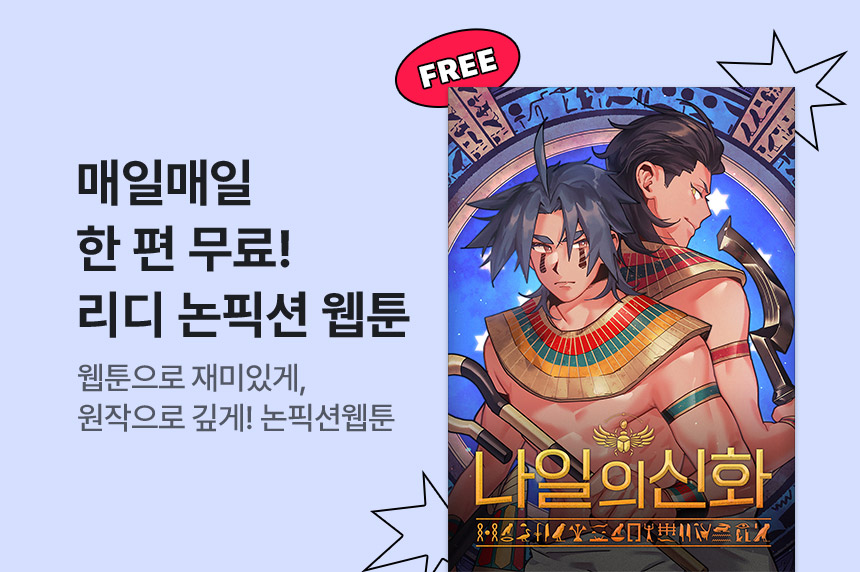 매일매일
한 편 무료!
리디 논픽션 웹툰
웹툰으로 재미있게,
원작으로 깊게! 논픽션웹툰
FREE
나일의신화